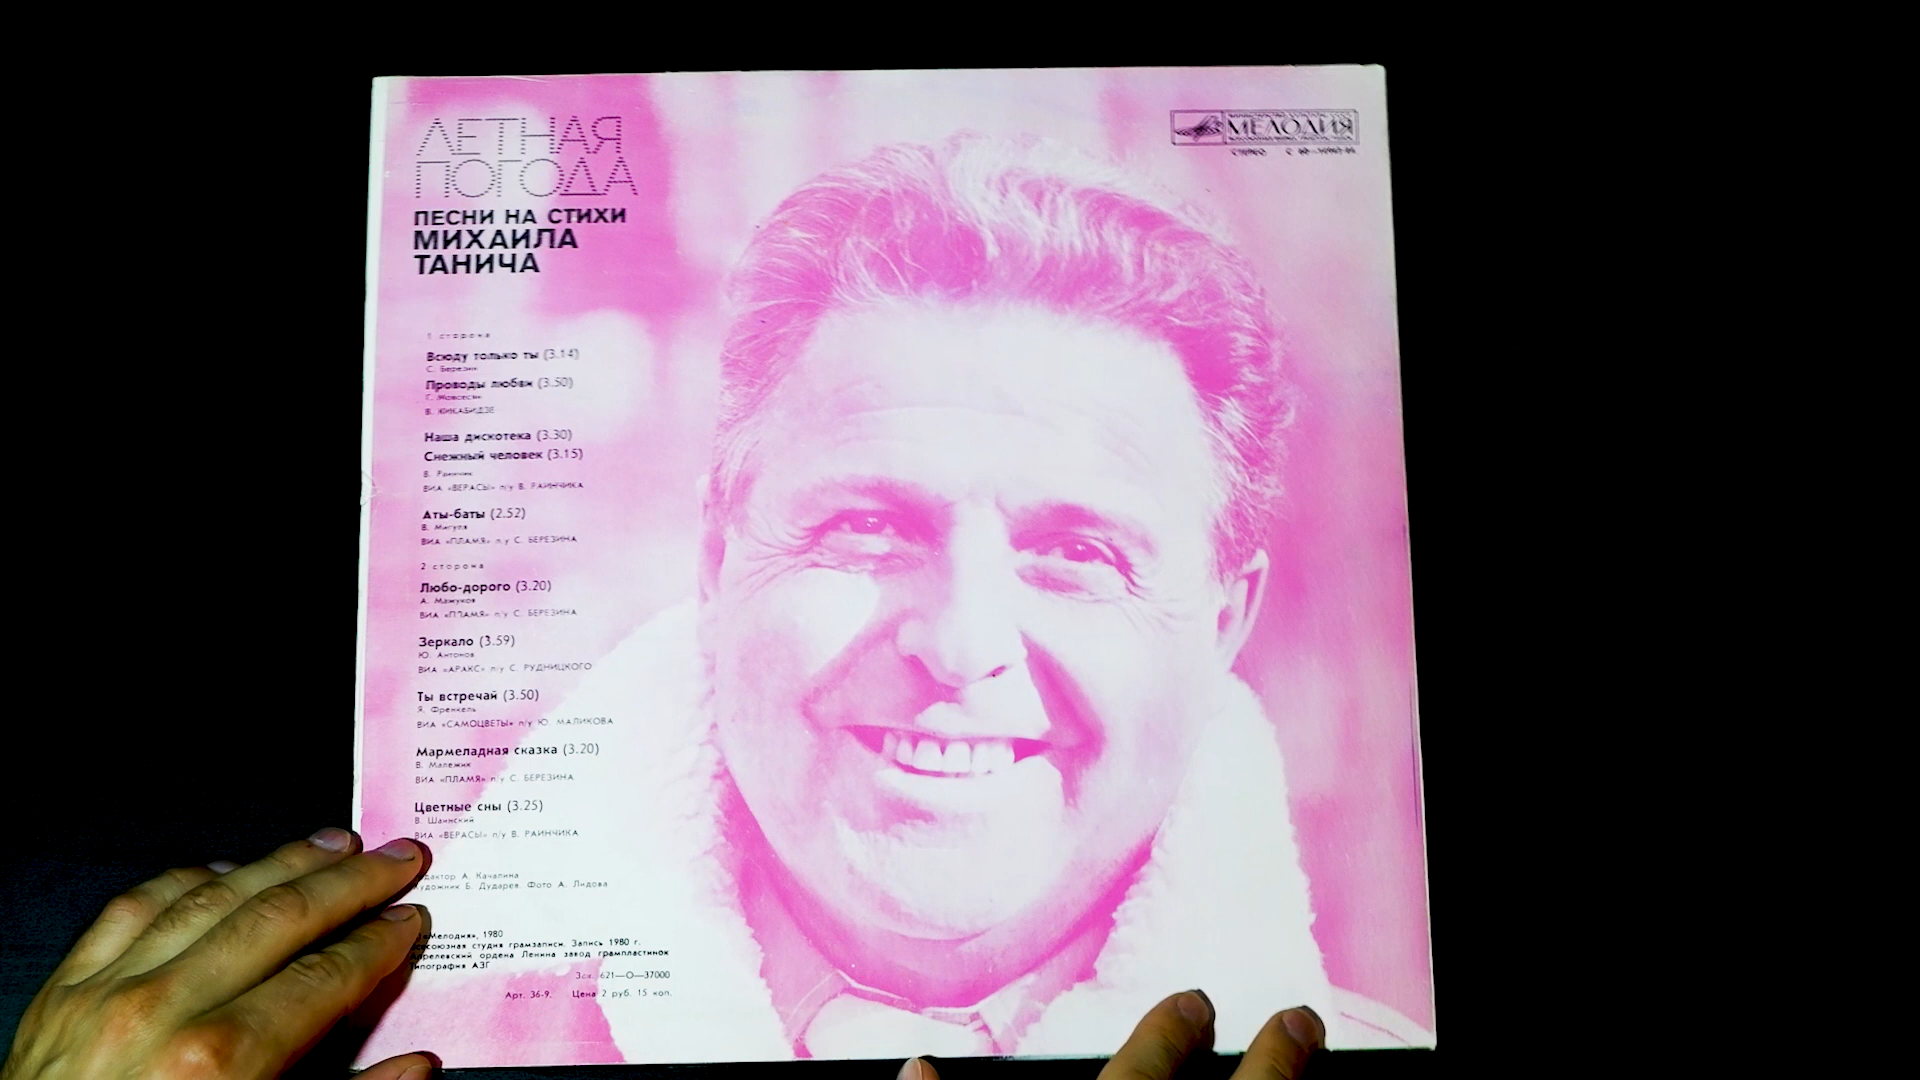 ЛЕТНАЯ
ПОГОДА
ПЕСНИ НА СТИХИ
МИХАИЛА
ТАНИЧА
МЕЛОДИЯ
СТЕРЕО
1 сторона
Всюду только ты (3.14)
С. Березин
Проводы любви (3.50)
Г. Мовсесян
В. КИКАБИДЗЕ
Наша дискотека (3.30)
Снежный человек (3.15)
В. Раинчик
ВИА «ВЕРАСЫ» п/у В. РАИНЧИКА
Аты-баты (2.52)
В. Мигуля
ВИА «ПЛАМЯ» п/у С. БЕРЕЗИНА
2 сторона
Любо-дорого (3.20)
А. Мажуков
ВИА «ПЛАМЯ» п/у С. БЕРЕЗИНА
Зеркало (3.59)
Ю. Антонов
ВИА «АРАКС» п/у С. РУДНИЦКОГО
Ты встречай (3.50)
Я. Френкель
ВИА «САМОЦВЕТЫ» п/у Ю. МАЛИКОВА
Мармеладная сказка (3.20)
В. Малежик
ВИА «ПЛАМЯ» п/у С. БЕРЕЗИНА
Цветные сны (3.25)
В. Шаинский
ВИА «ВЕРАСЫ» п/у В. РАИНЧИКА
А. Качалина
Б. Дударев. Фото А. Лидова
«Мелодия», 1980
студия грамзаписи. Запись 1980 г.
Апрелевский ордена Ленина завод грампластинок
Типография АЗГ
Зак. 621—О—37000
Арт. 36-9. Цена 2 руб. 15 коп.